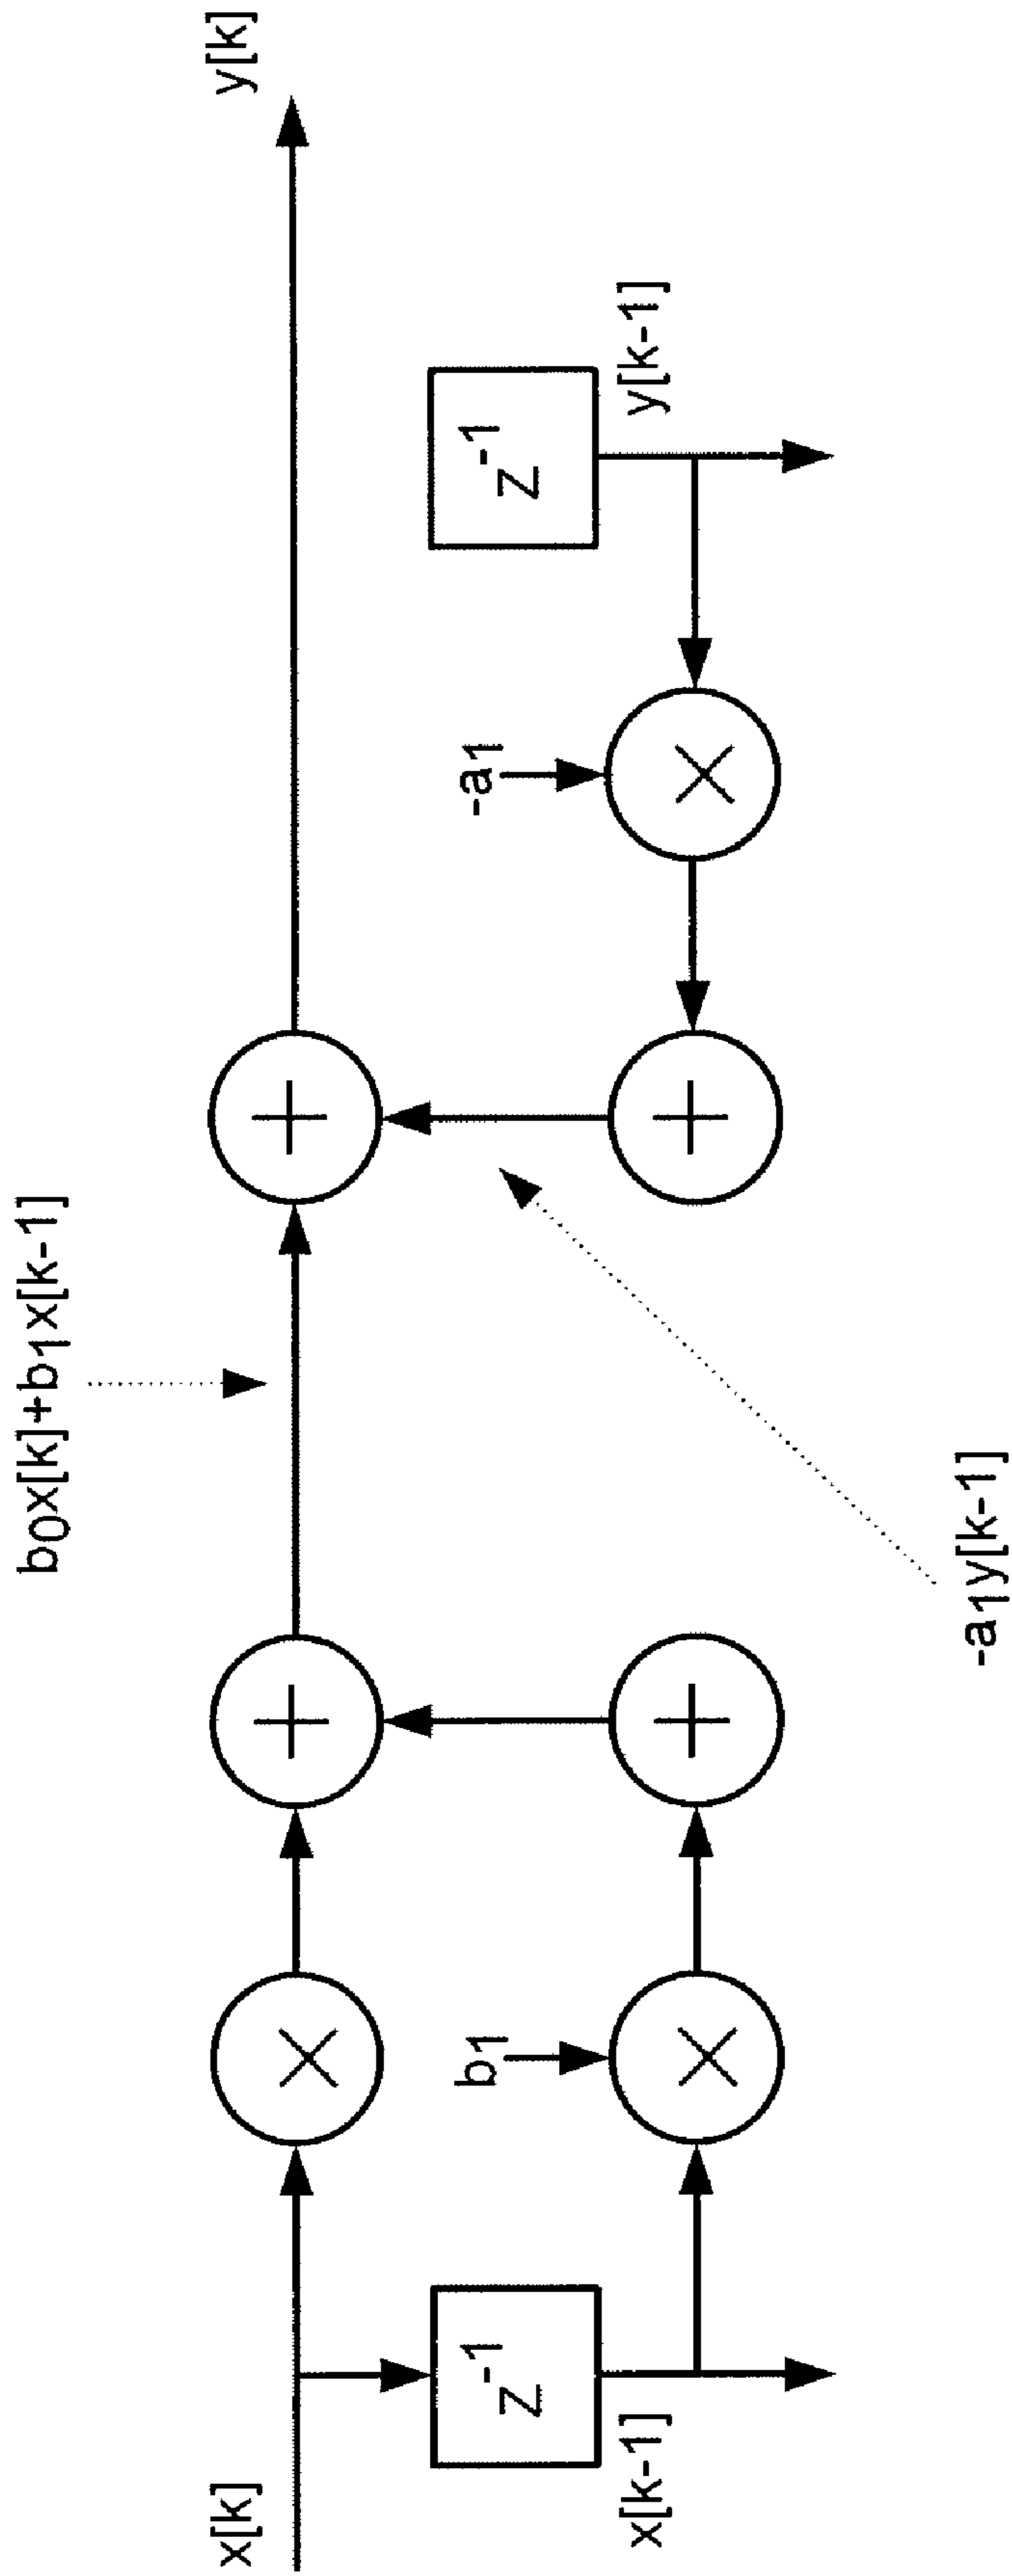 b0x[k]+b1x[k-1]
x[k]
y[k]
z-1
b1
-a1
z-1
x[k-1]
y[k-1]
-a1y[k-1]